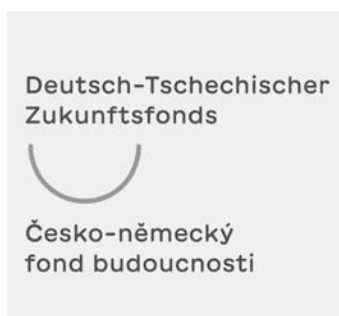 Deutsch-Tschechischer
Zukunftsfonds
Česko-německý
fond budoucnosti